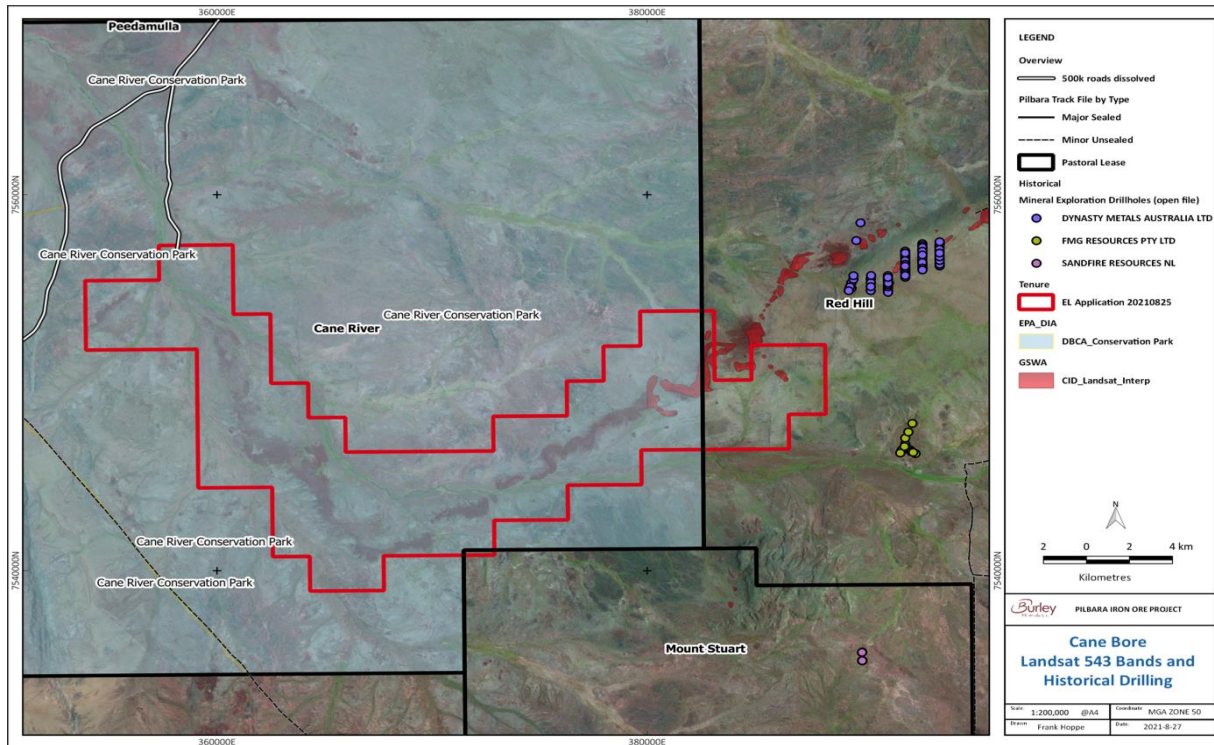 360000E
380000E
Peedamulla
Cane River Conservation Park
7560000N
7560000N
Cane River Conservation Park
Red Hill
Cane River
Cane River Conservation Park
Cane River Conservation Park
7540000N
7540000N
Cane River Conservation Park
Mount Stuart
360000E
380000E
LEGEND
Overview
500k roads dissolved
Pilbara Track File by Type
Major Sealed
Minor Unsealed
Pastoral Lease
Historical
Mineral Exploration Drillholes (open file)
DYNASTY METALS AUSTRALIA LTD
FMG RESOURCES PTY LTD
SANDFIRE RESOURCES NL
Tenure
EL Application 20210825
EPA_DIA
DBCA_Conservation Park
GSWA
CID_Landsat_Interp
N
2 0 2 4 km
Kilometres
Burley
PILBARA IRON ORE PROJECT
Cane Bore
Landsat 543 Bands and
Historical Drilling
Scale: 1:200,000 @A4 Coordinate MGA ZONE 50
Drawn Frank Hoppe Date: 2021-8-27